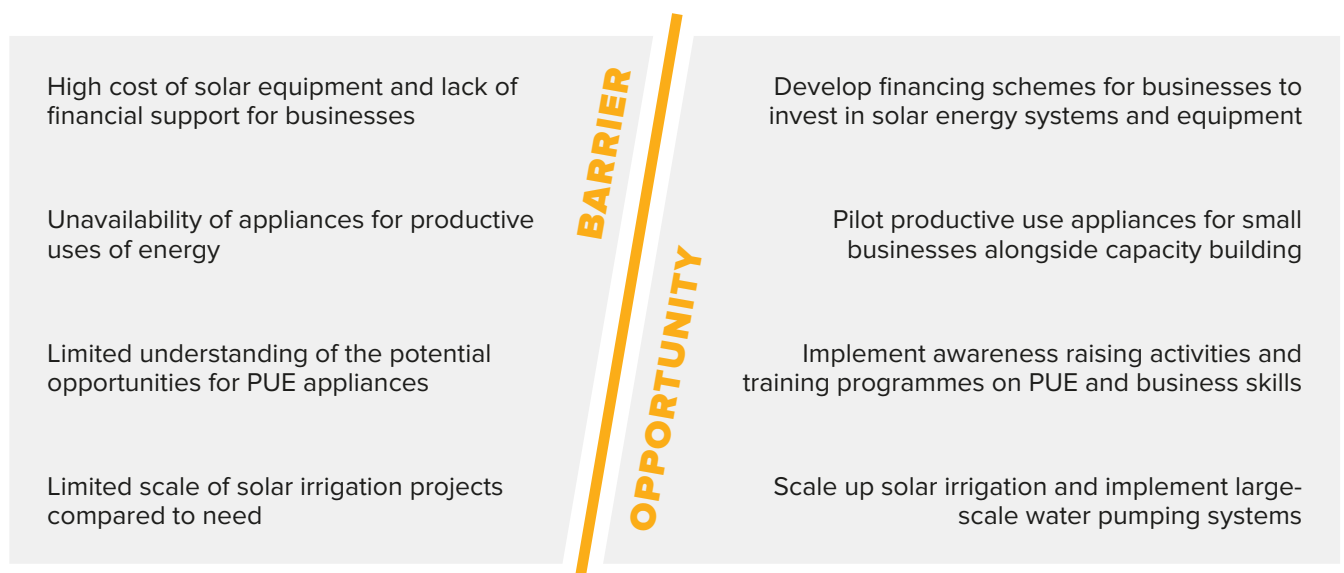 BARRIER
OPPORTUNITY
High cost of solar equipment and lack of
financial support for businesses
Develop financing schemes for businesses to
invest in solar energy systems and equipment
Unavailability of appliances for productive
uses of energy
Pilot productive use appliances for small
businesses alongside capacity building
Limited understanding of the potential
opportunities for PUE appliances
Implement awareness raising activities and
training programmes on PUE and business skills
Limited scale of solar irrigation projects
compared to need
Scale up solar irrigation and implement large-
scale water pumping systems